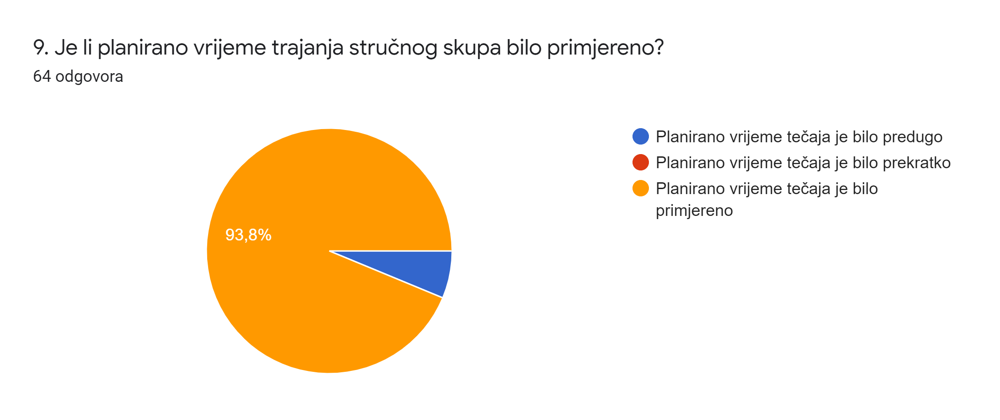 9. Je li planirano vrijeme trajanja stručnog skupa bilo primjereno?
64 odgovora
Planirano vrijeme tečaja je bilo predugo
Planirano vrijeme tečaja je bilo prekratko
Planirano vrijeme tečaja je bilo
primjereno
93,8%